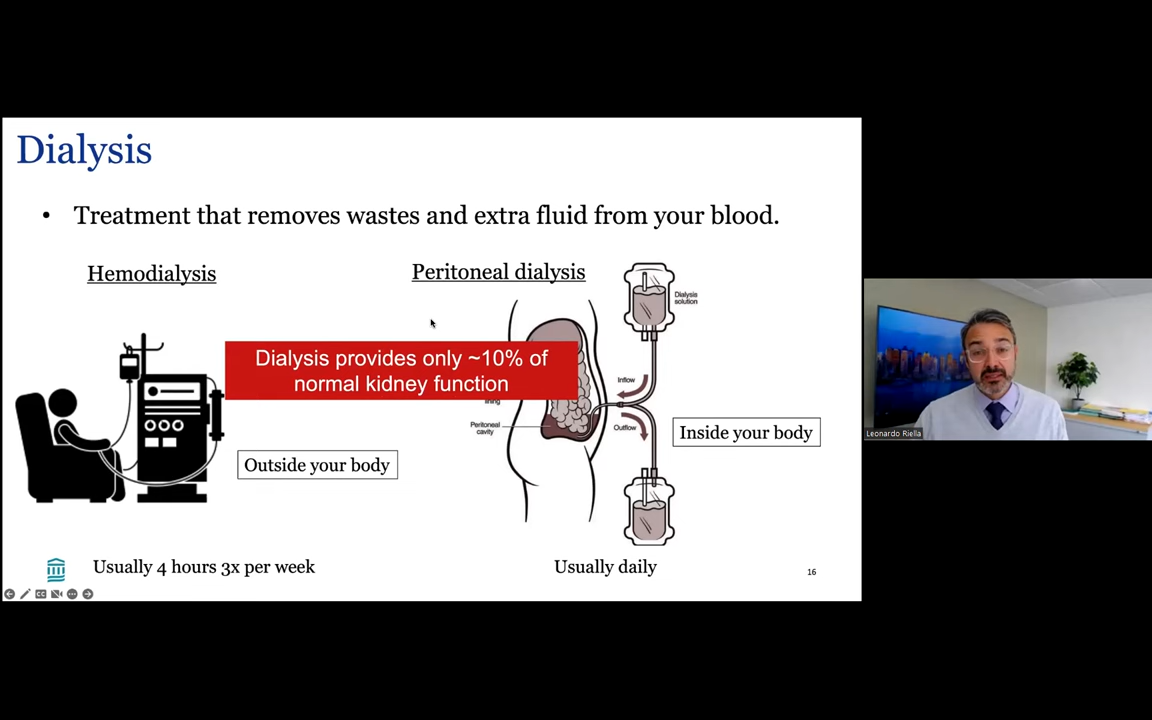 Dialysis
• Treatment that removes wastes and extra fluid from your blood.
Hemodialysis
Peritoneal dialysis
Dialysis
solution
Dialysis provides only ~10% of
normal kidney function
Inflow
lining
Peritoneal
cavity
Outflow
Inside your body
Outside your body
Usually 4 hours 3x per week
Usually daily
16
Leonardo Riella